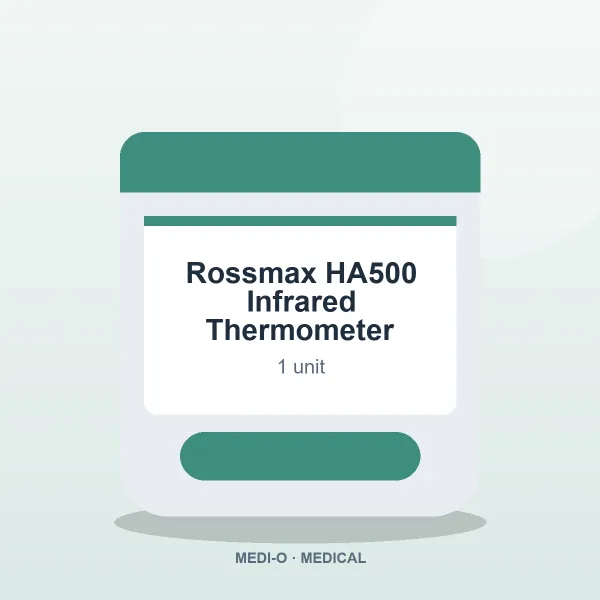 Rossmax HA500
Infrared
Thermometer
1 unit
MEDI-O · MEDICAL